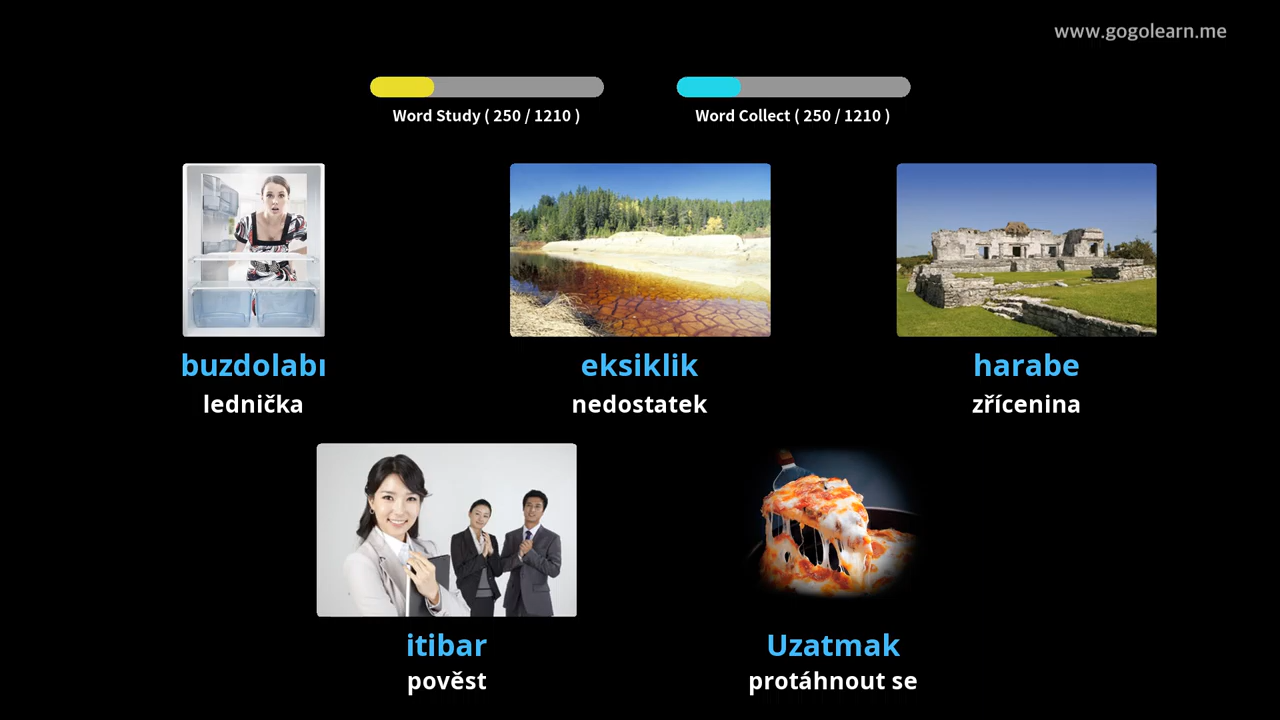 www.gogolearn.me
Word Study ( 250 / 1210 )
Word Collect ( 250 / 1210 )
buzdolabı
lednička
eksiklik
nedostatek
harabe
zřícenina
itibar
pověst
Uzatmak
protáhnout se